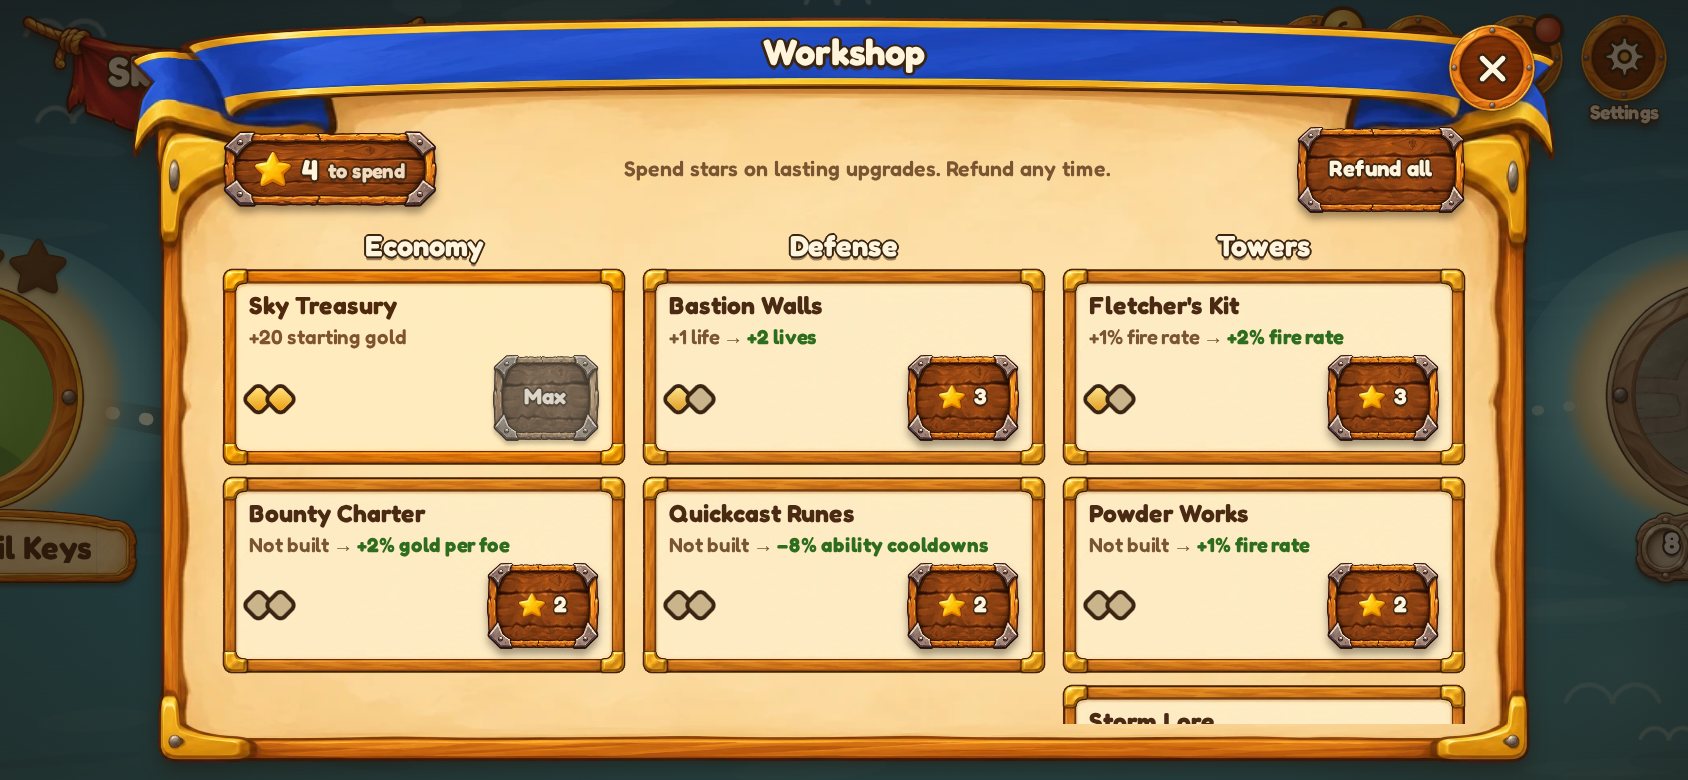 Workshop
Settings
4 to spend
Spend stars on lasting upgrades. Refund any time.
Refund all
Economy
Defense
Towers
Sky Treasury
+20 starting gold
Max
Bastion Walls
+1 life → +2 lives
3
Fletcher's Kit
+1% fire rate → +2% fire rate
3
Bounty Charter
Not built → +2% gold per foe
2
Quickcast Runes
Not built → −8% ability cooldowns
2
Powder Works
Not built → +1% fire rate
2
Storm Lore
il Keys
8